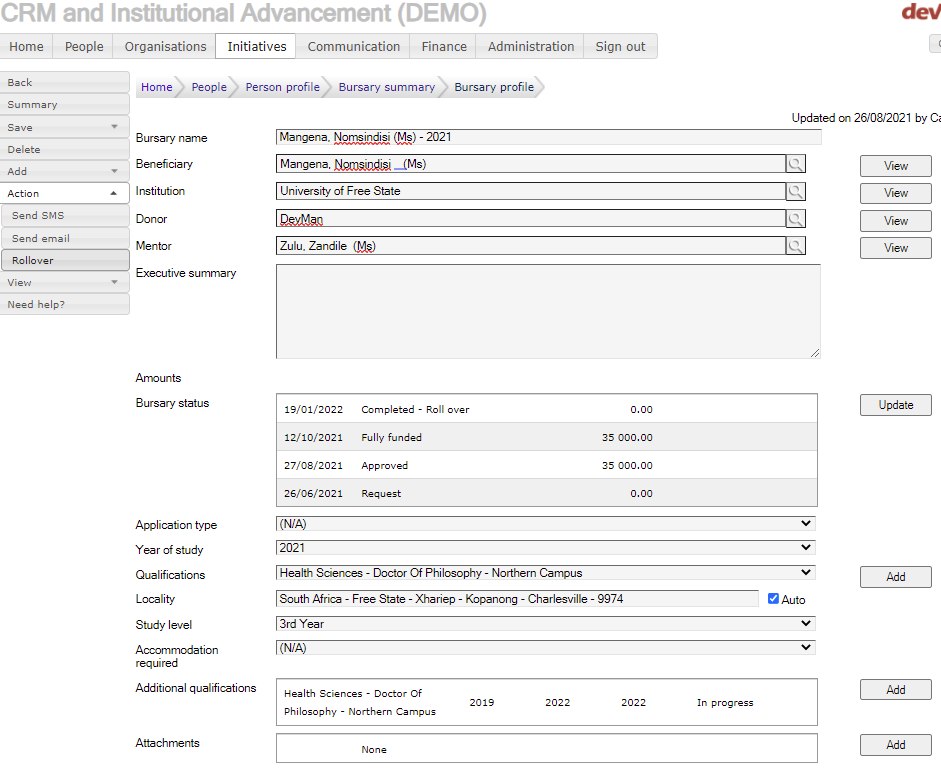 CRM and Institutional Advancement (DEMO)
dev
Home People Organisations Initiatives Communication Finance Administration Sign out
Back
Summary
Save
Delete
Add
Action
Send SMS
Send email
Rollover
View
Need help?
Home People Person profile Bursary summary Bursary profile
Updated on 26/08/2021 by Ca
Bursary name Mangena, Nomsindisi (Ms) - 2021
Beneficiary Mangena, Nomsindisi (Ms) View
Institution University of Free State View
Donor DevMan View
Mentor Zulu, Zandile (Ms) View
Executive summary
Amounts
Bursary status Update
19/01/2022 Completed - Roll over 0.00
12/10/2021 Fully funded 35 000.00
27/08/2021 Approved 35 000.00
26/06/2021 Request 0.00
Application type (N/A)
Year of study 2021
Qualifications Health Sciences - Doctor Of Philosophy - Northern Campus Add
Locality South Africa - Free State - Xhariep - Kopanong - Charlesville - 9974 Auto
Study level 3rd Year
Accommodation required (N/A)
Additional qualifications Add
Health Sciences - Doctor Of
Philosophy - Northern Campus 2019 2022 2022 In progress
Attachments None Add